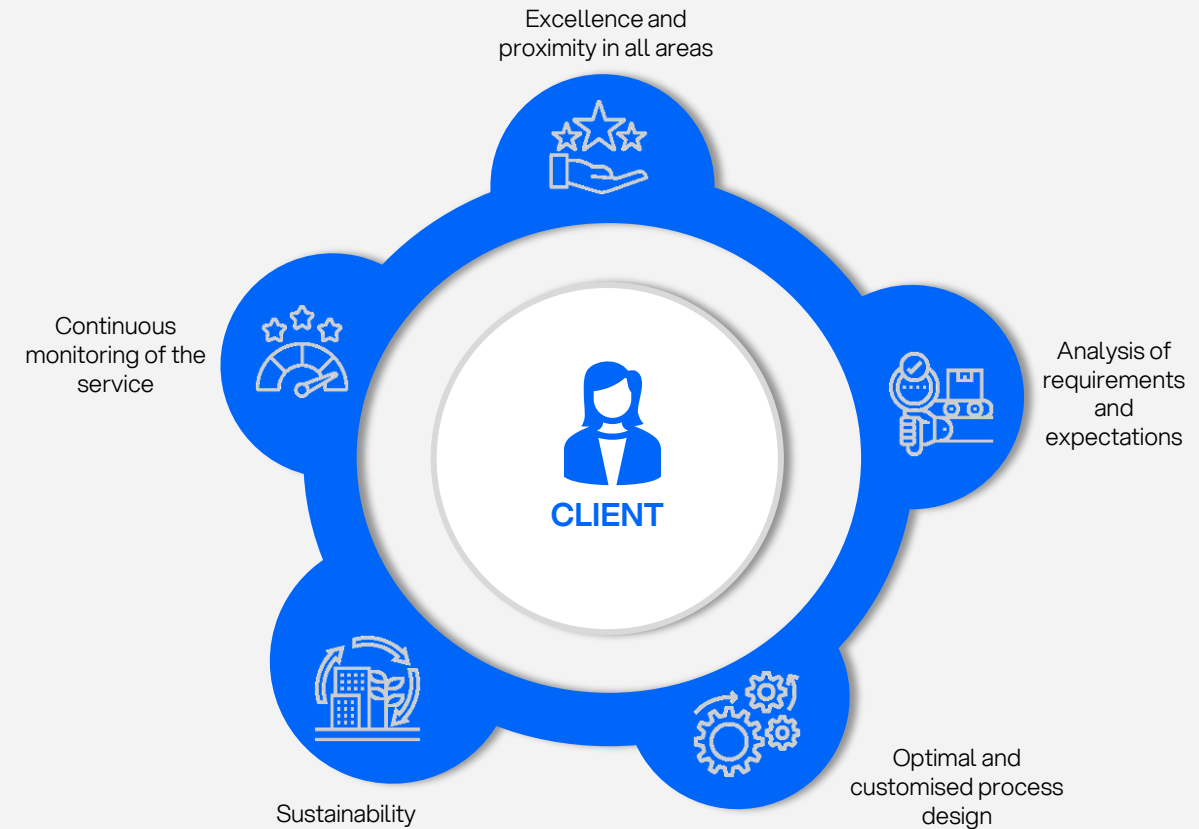 Excellence and
proximity in all areas
Continuous
monitoring of the
service
Analysis of
requirements
and
expectations
CLIENT
Optimal and
customised process
design
Sustainability